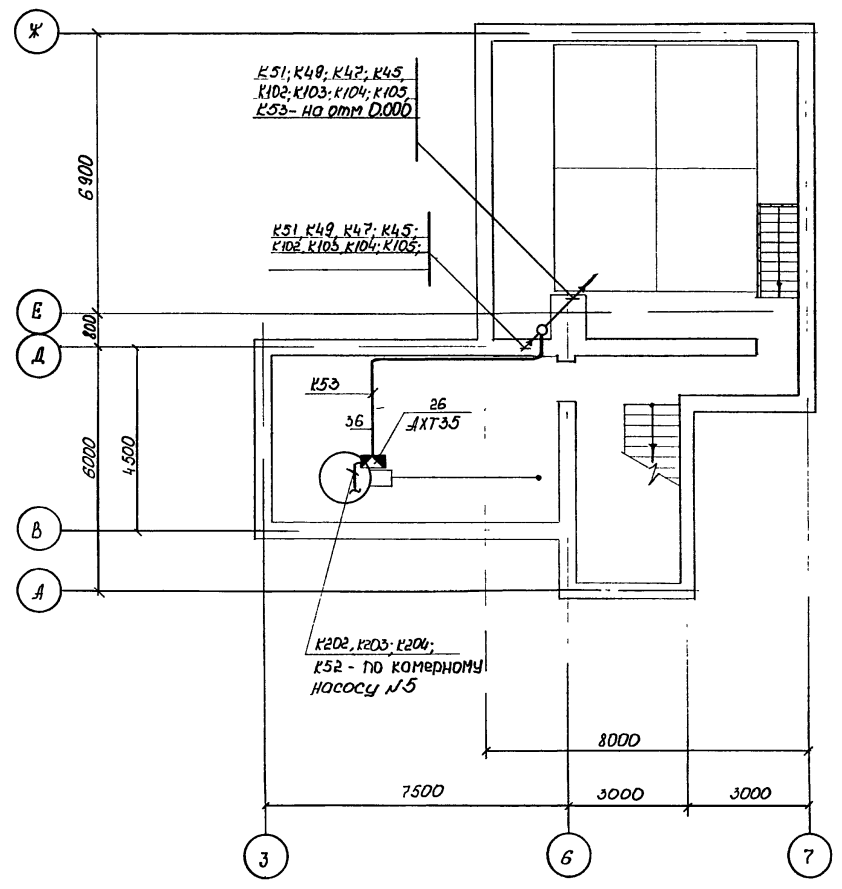 Ж
К51; К49; К47; К45,
К102; К103; К104; К105,
К53- на отм 0.000
6900
К51, К49, К47; К45;
К102, К103, К104; К105;
Е
800
Д
К53
26
36
АХТ35
6000
4500
В
А
К202, К203; К204;
К52 - по камерному
насосу №5
8000
7500
3000
3000
3
6
7